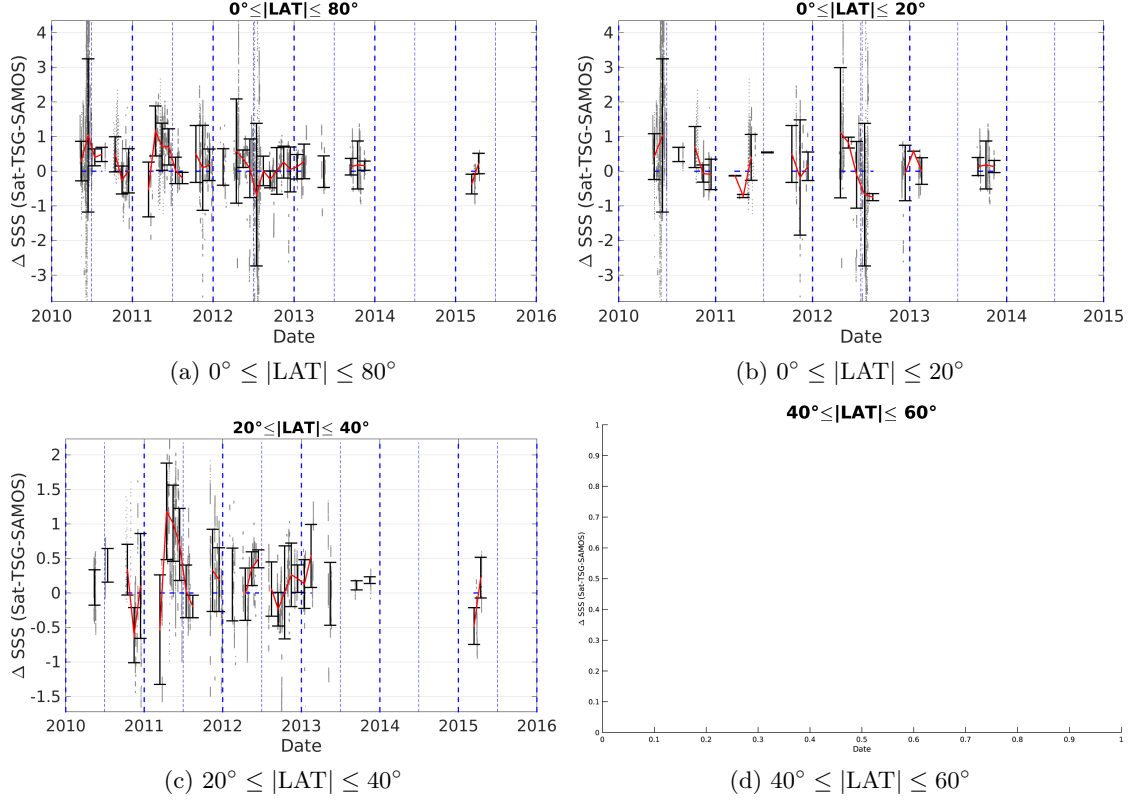 0°≤|LAT|≤ 80°
Δ SSS (Sat-TSG-SAMOS)
4
3
2
1
0
-1
-2
-3
2010 2011 2012 2013 2014 2015 2016
Date
(a) 0° ≤ |LAT| ≤ 80°
0°≤|LAT|≤ 20°
Δ SSS (Sat-TSG-SAMOS)
4
3
2
1
0
-1
-2
-3
2010 2011 2012 2013 2014 2015
Date
(b) 0° ≤ |LAT| ≤ 20°
20°≤|LAT|≤ 40°
Δ SSS (Sat-TSG-SAMOS)
2
1.5
1
0.5
0
-0.5
-1
-1.5
2010 2011 2012 2013 2014 2015 2016
Date
(c) 20° ≤ |LAT| ≤ 40°
40°≤|LAT|≤ 60°
Δ SSS (Sat-TSG-SAMOS)
1
0.9
0.8
0.7
0.6
0.5
0.4
0.3
0.2
0.1
0
0 0.1 0.2 0.3 0.4 0.5 0.6 0.7 0.8 0.9 1
Date
(d) 40° ≤ |LAT| ≤ 60°